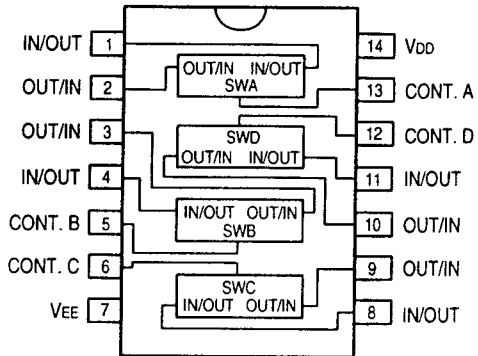 IN/OUT 1
OUT/IN 2
OUT/IN 3
IN/OUT 4
CONT. B 5
CONT. C 6
VEE 7
OUT/IN IN/OUT
SWA
SWD
OUT/IN IN/OUT
IN/OUT OUT/IN
SWB
SWC
IN/OUT OUT/IN
14 VDD
13 CONT. A
12 CONT. D
11 IN/OUT
10 OUT/IN
9 OUT/IN
8 IN/OUT